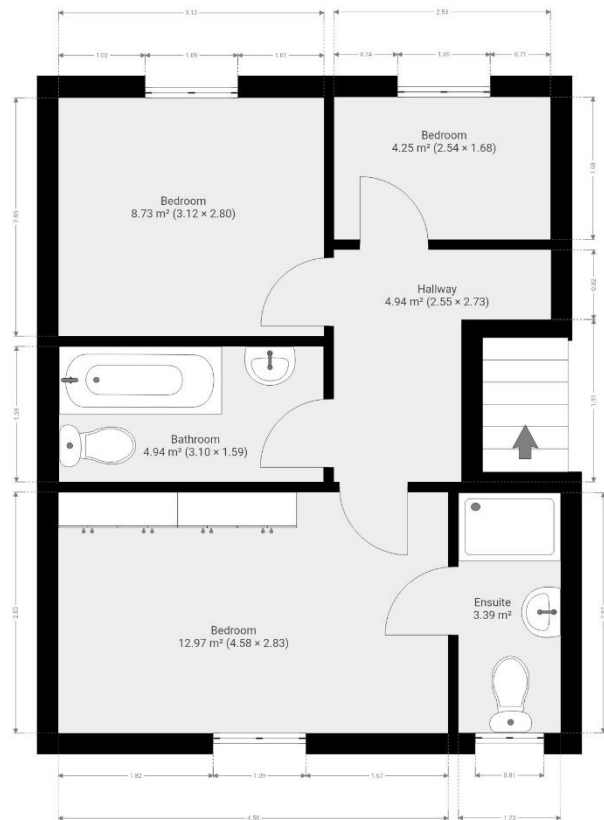 3.12
2.54
1.02
1.09
1.01
0.74
1.09
0.71
Bedroom
4.25 m² (2.54 × 1.68)
1.68
Bedroom
8.73 m² (3.12 × 2.80)
2.80
Hallway
4.94 m² (2.55 × 2.73)
0.82
Bathroom
4.94 m² (3.10 × 1.59)
1.59
1.91
Ensuite
3.39 m²
Bedroom
12.97 m² (4.58 × 2.83)
2.83
1.82
1.09
1.67
0.81
4.58
1.20